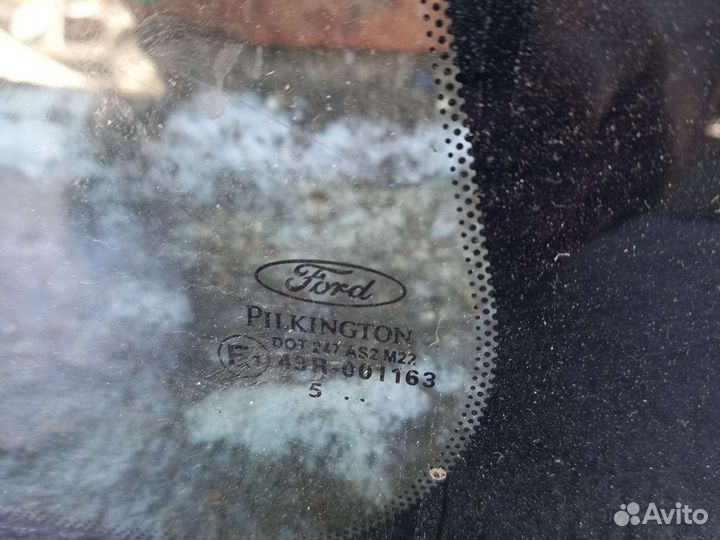 Ford
PILKINGTON
DOT 247 AS2 M22
E1 43R-001163
5 ..
Avito